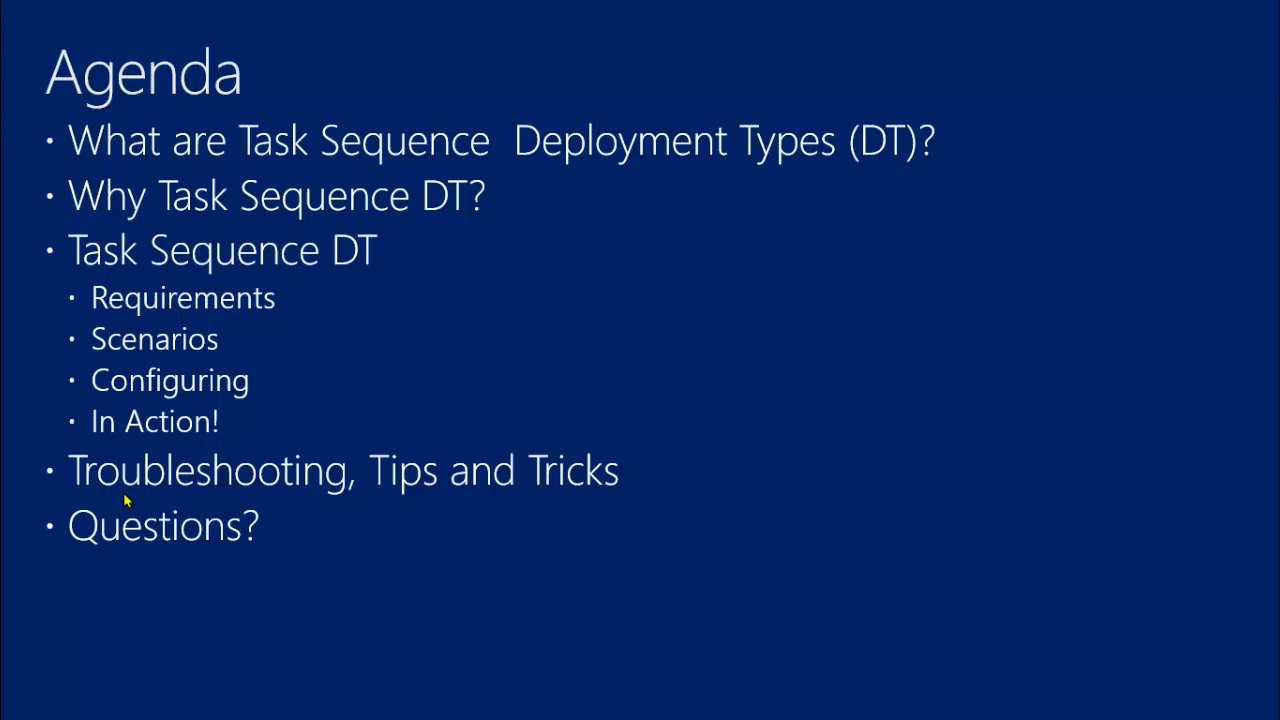 Agenda
• What are Task Sequence  Deployment Types (DT)?
• Why Task Sequence DT?
• Task Sequence DT
• Requirements
• Scenarios
• Configuring
• In Action!
• Troubleshooting, Tips and Tricks
• Questions?